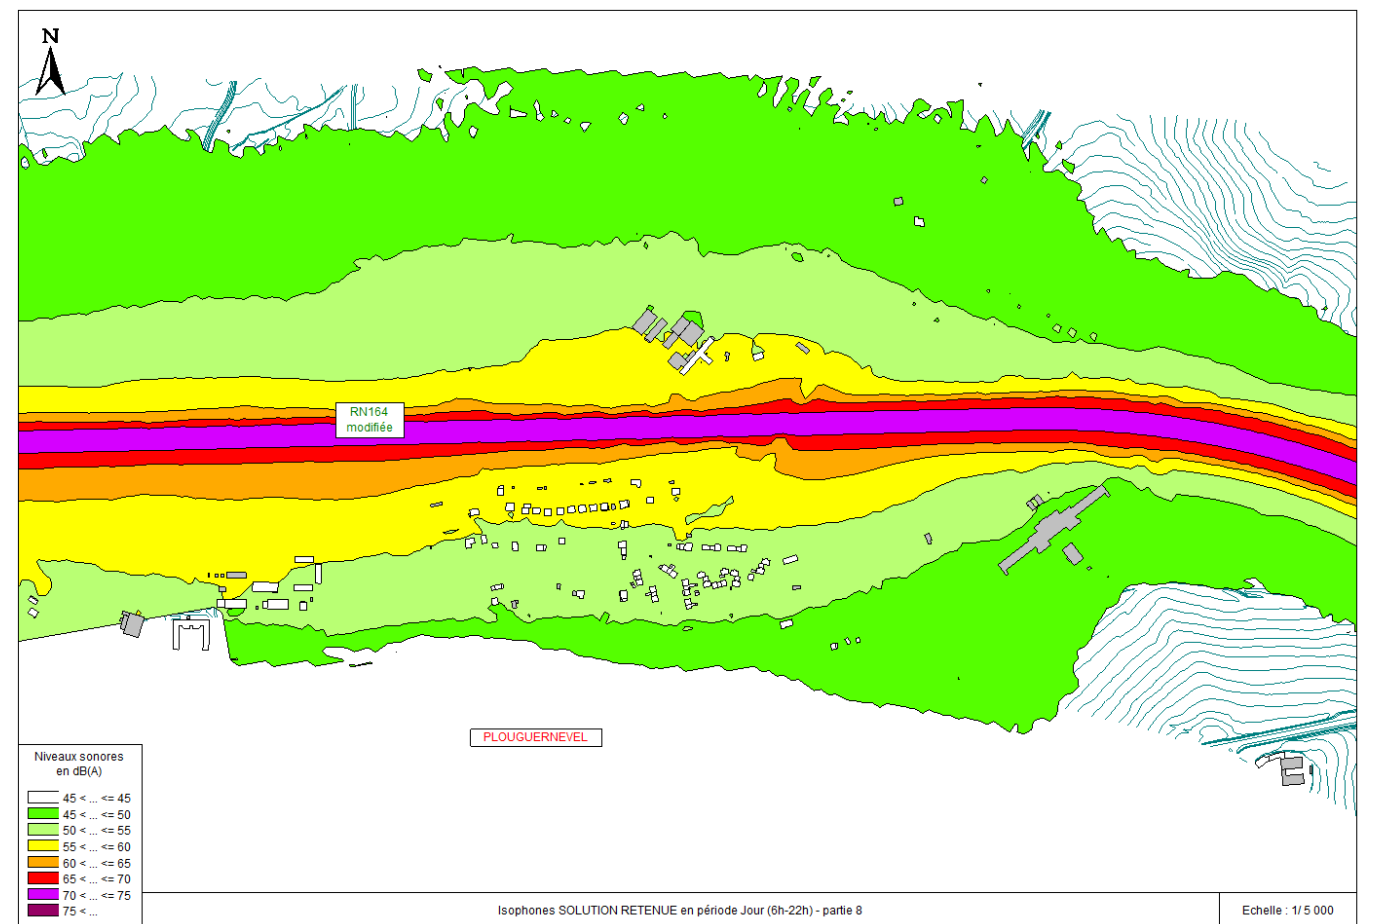 N
RN164
modifiée
PLOUGUERNEVEL
Niveaux sonores
en dB(A)
45 < ... <= 45
45 < ... <= 50
50 < ... <= 55
55 < ... <= 60
60 < ... <= 65
65 < ... <= 70
70 < ... <= 75
75 < ...
Isophones SOLUTION RETENUE en période Jour (6h-22h) - partie 8
Echelle : 1/ 5 000